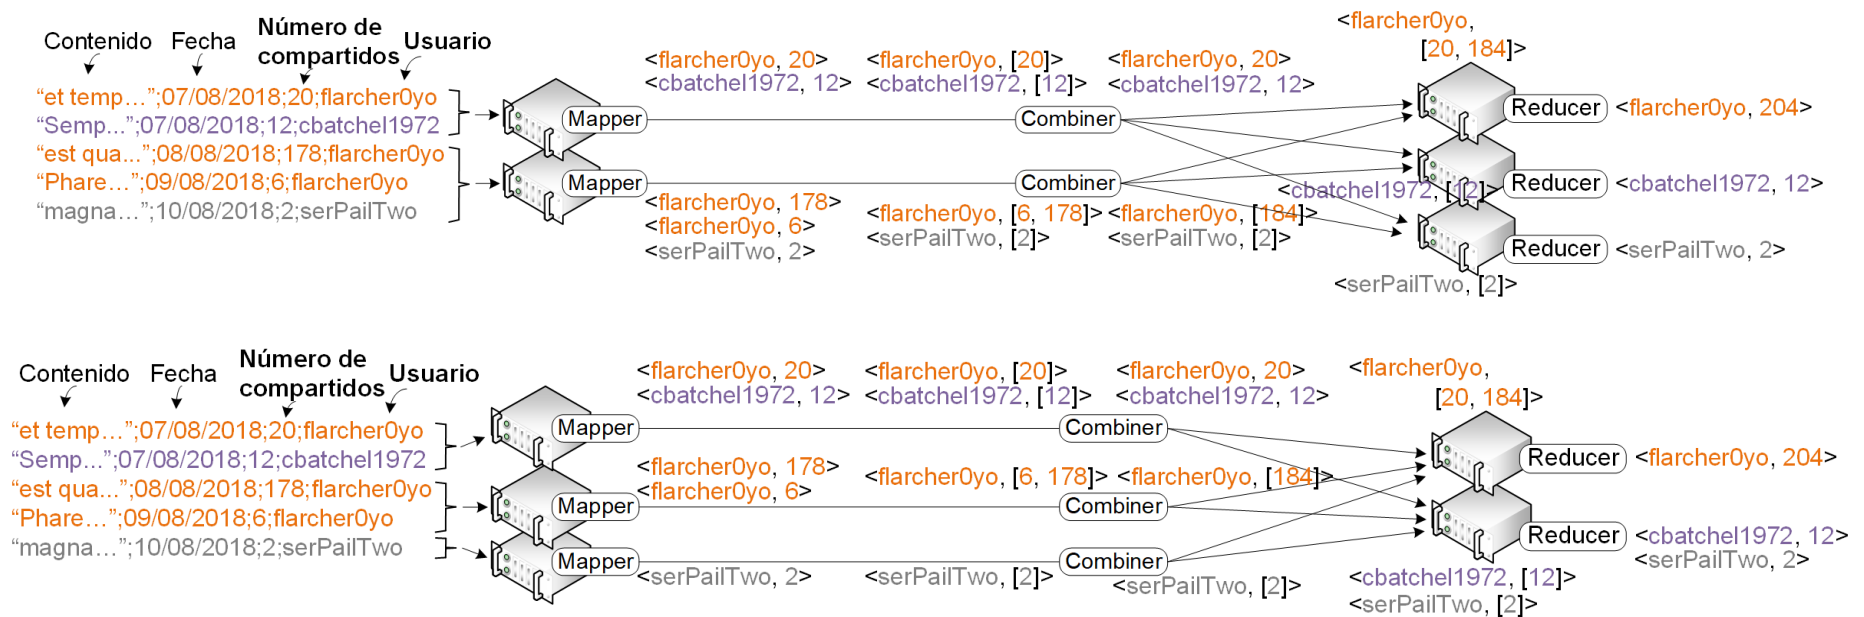 Contenido
Fecha
Número de
compartidos
Usuario
“et temp…”;07/08/2018;20;flarcher0yo
“Semp…”;07/08/2018;12;cbatchel1972
“est qua...”;08/08/2018;178;flarcher0yo
“Phare…”;09/08/2018;6;flarcher0yo
“magna…”;10/08/2018;2;serPailTwo
Mapper
Mapper
<flarcher0yo, 20>
<cbatchel1972, 12>
<flarcher0yo, 178>
<flarcher0yo, 6>
<serPailTwo, 2>
<flarcher0yo, [20]>
<cbatchel1972, [12]>
<flarcher0yo, [6, 178]>
<serPailTwo, [2]>
Combiner
Combiner
<flarcher0yo, 20>
<cbatchel1972, 12>
<flarcher0yo, [184]>
<serPailTwo, [2]>
<flarcher0yo,
[20, 184]>
<cbatchel1972, [12]>
<serPailTwo, [2]>
Reducer
Reducer
Reducer
<flarcher0yo, 204>
<cbatchel1972, 12>
<serPailTwo, 2>
Contenido
Fecha
Número de
compartidos
Usuario
“et temp…”;07/08/2018;20;flarcher0yo
“Semp…”;07/08/2018;12;cbatchel1972
“est qua...”;08/08/2018;178;flarcher0yo
“Phare…”;09/08/2018;6;flarcher0yo
“magna…”;10/08/2018;2;serPailTwo
Mapper
Mapper
Mapper
<flarcher0yo, 20>
<cbatchel1972, 12>
<flarcher0yo, 178>
<flarcher0yo, 6>
<serPailTwo, 2>
<flarcher0yo, [20]>
<cbatchel1972, [12]>
<flarcher0yo, [6, 178]>
<serPailTwo, [2]>
Combiner
Combiner
Combiner
<flarcher0yo, 20>
<cbatchel1972, 12>
<flarcher0yo, [184]>
<serPailTwo, [2]>
<flarcher0yo,
[20, 184]>
<cbatchel1972, [12]>
<serPailTwo, [2]>
Reducer
Reducer
<flarcher0yo, 204>
<cbatchel1972, 12>
<serPailTwo, 2>